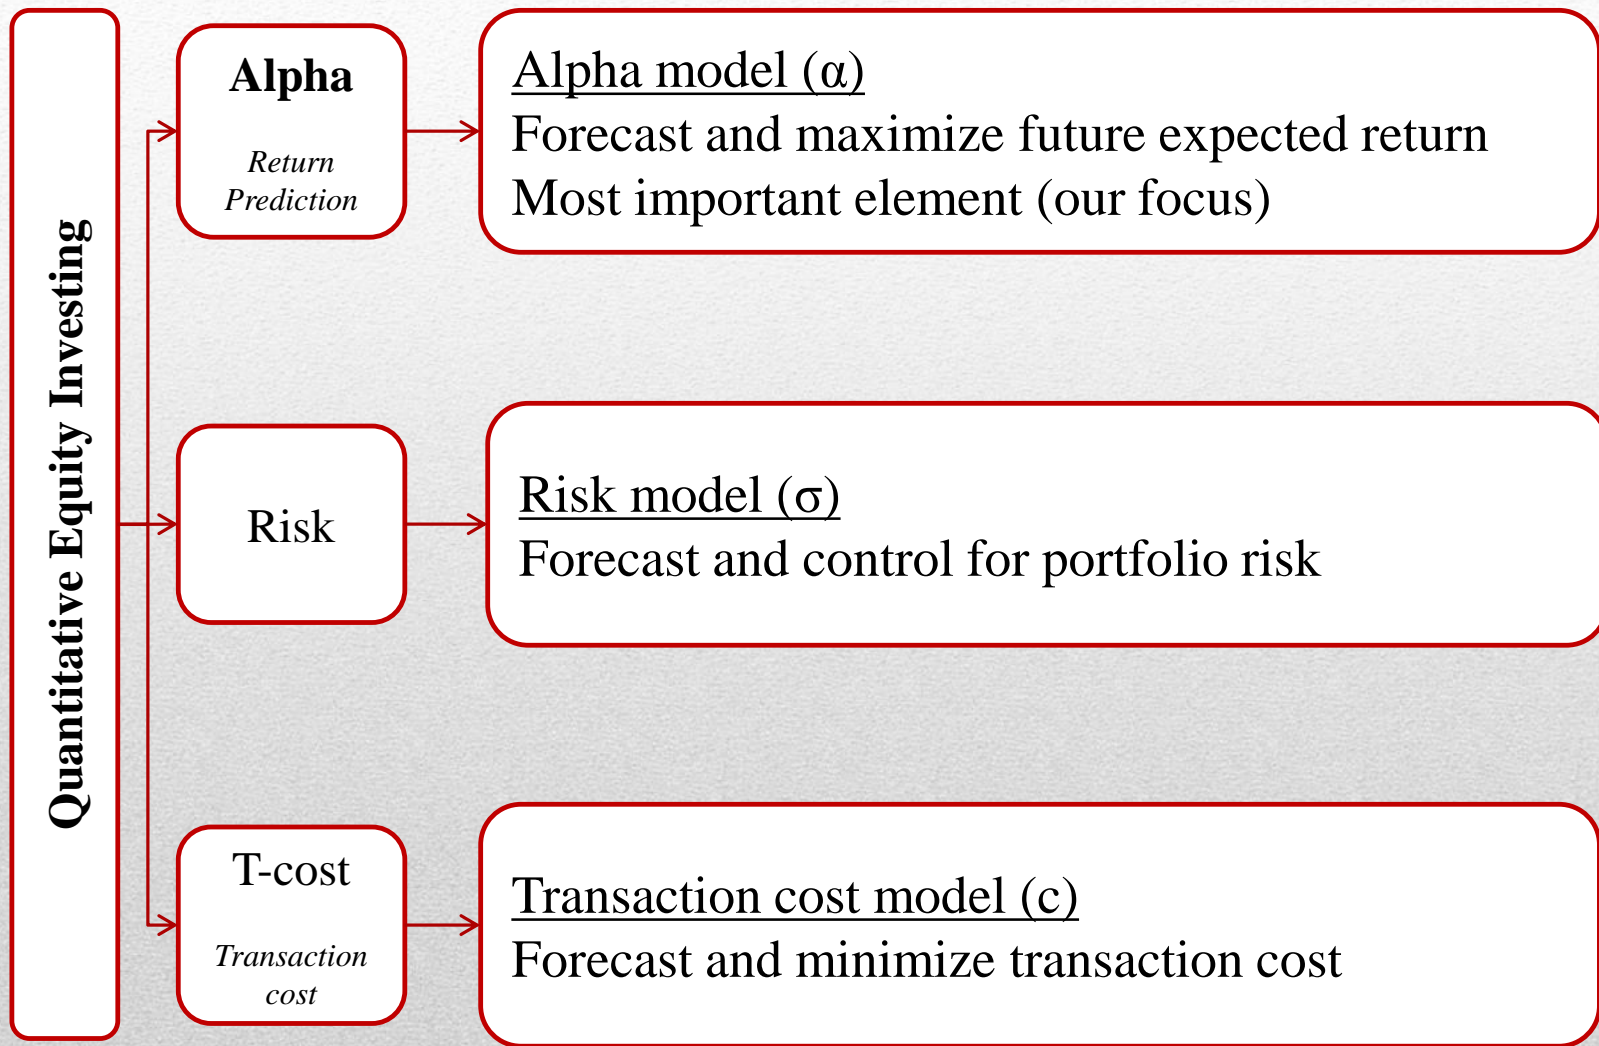 Quantitative Equity Investing
Alpha
Return
Prediction
Alpha model (α)
Forecast and maximize future expected return
Most important element (our focus)
Risk
Risk model (σ)
Forecast and control for portfolio risk
T-cost
Transaction
cost
Transaction cost model (c)
Forecast and minimize transaction cost